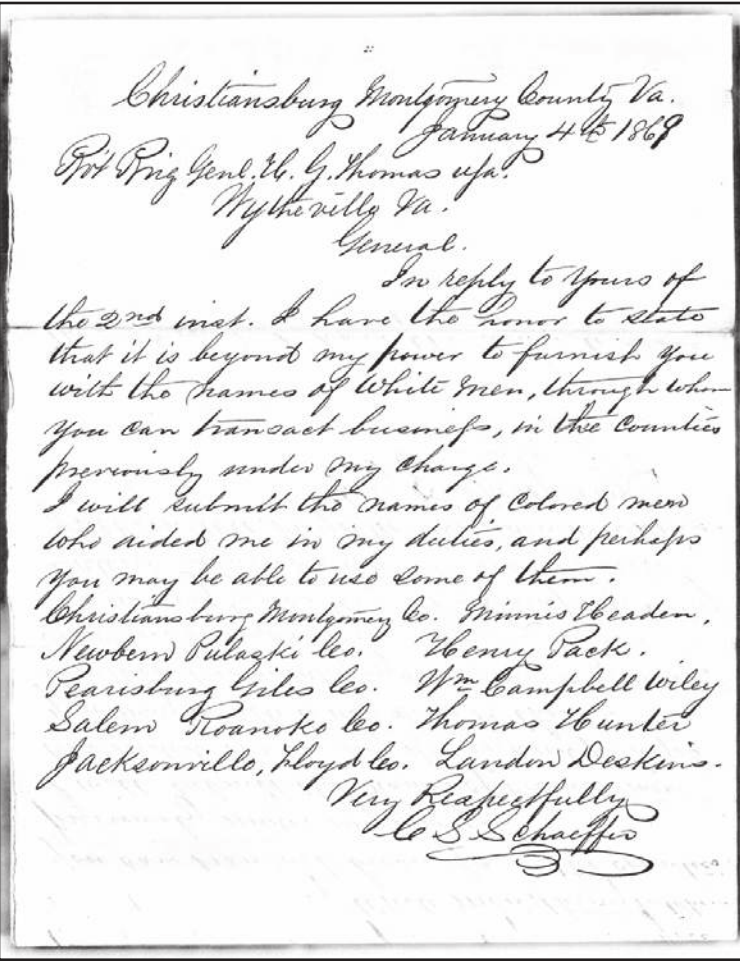 Christiansburg Montgomery County Va.
January 4th 1869
Bvt Brig Genl. H. G. Thomas usa.
Wytheville Va.
General.
In reply to yours of
the 2nd inst. I have the honor to state
that it is beyond my power to furnish you
with the names of White Men, through whom
you can transact business, in the Counties
previously under my charge.
I will submit the names of Colored men
who aided me in my duties, and perhaps
you may be able to use some of them.
Christiansburg Montgomery Co. Minnis Headen,
Newbern Pulaski Co. Henry Pack.
Pearisburg Giles Co. Wm Campbell Wiley
Salem Roanoke Co. Thomas Hunter
Jacksonville, Floyd Co. Landon Deskins.
Very Respectfully
C S Schaeffer